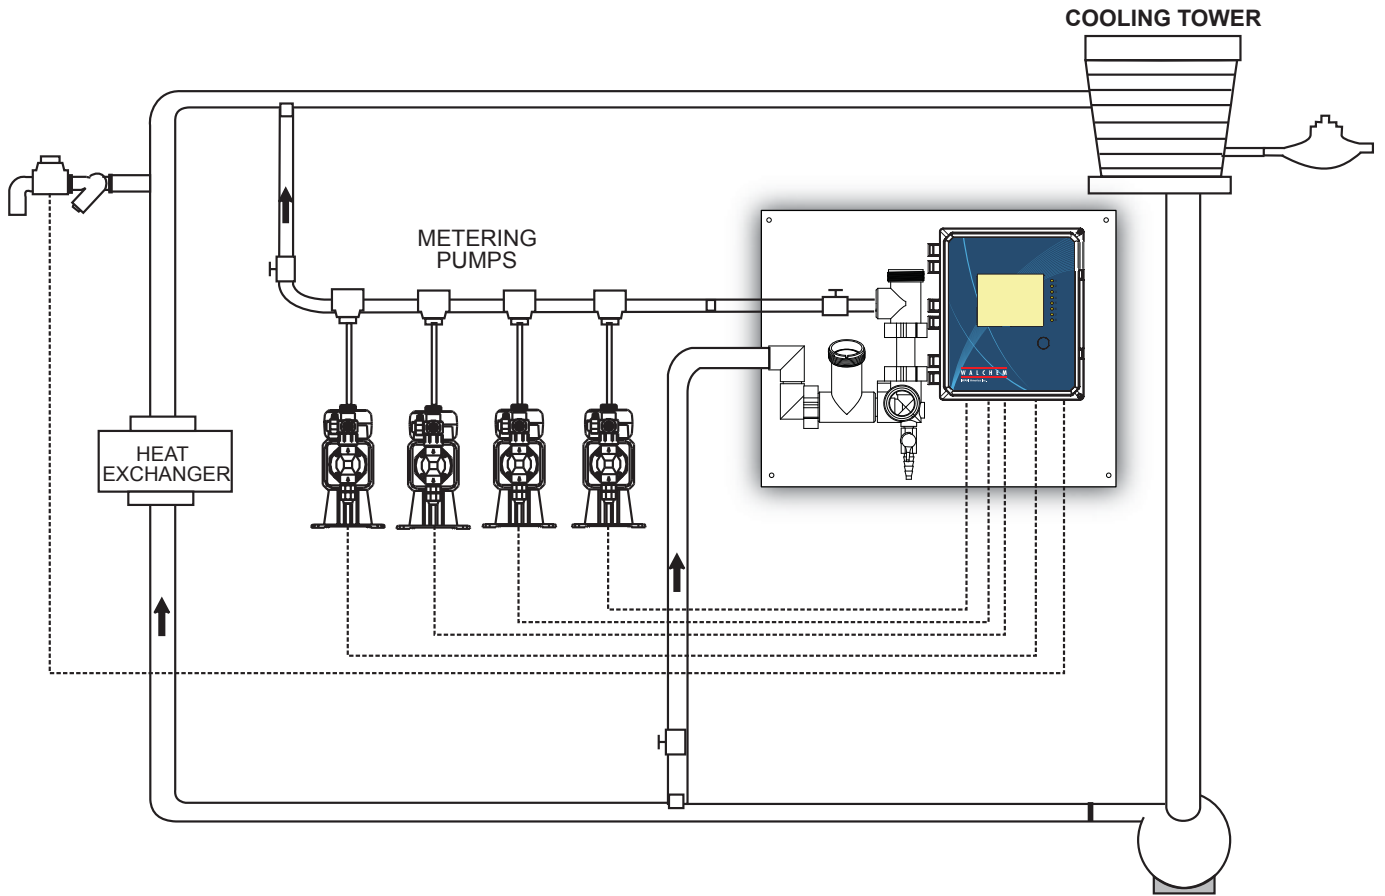 COOLING TOWER
METERING
PUMPS
WALCHEM
HEAT
EXCHANGER